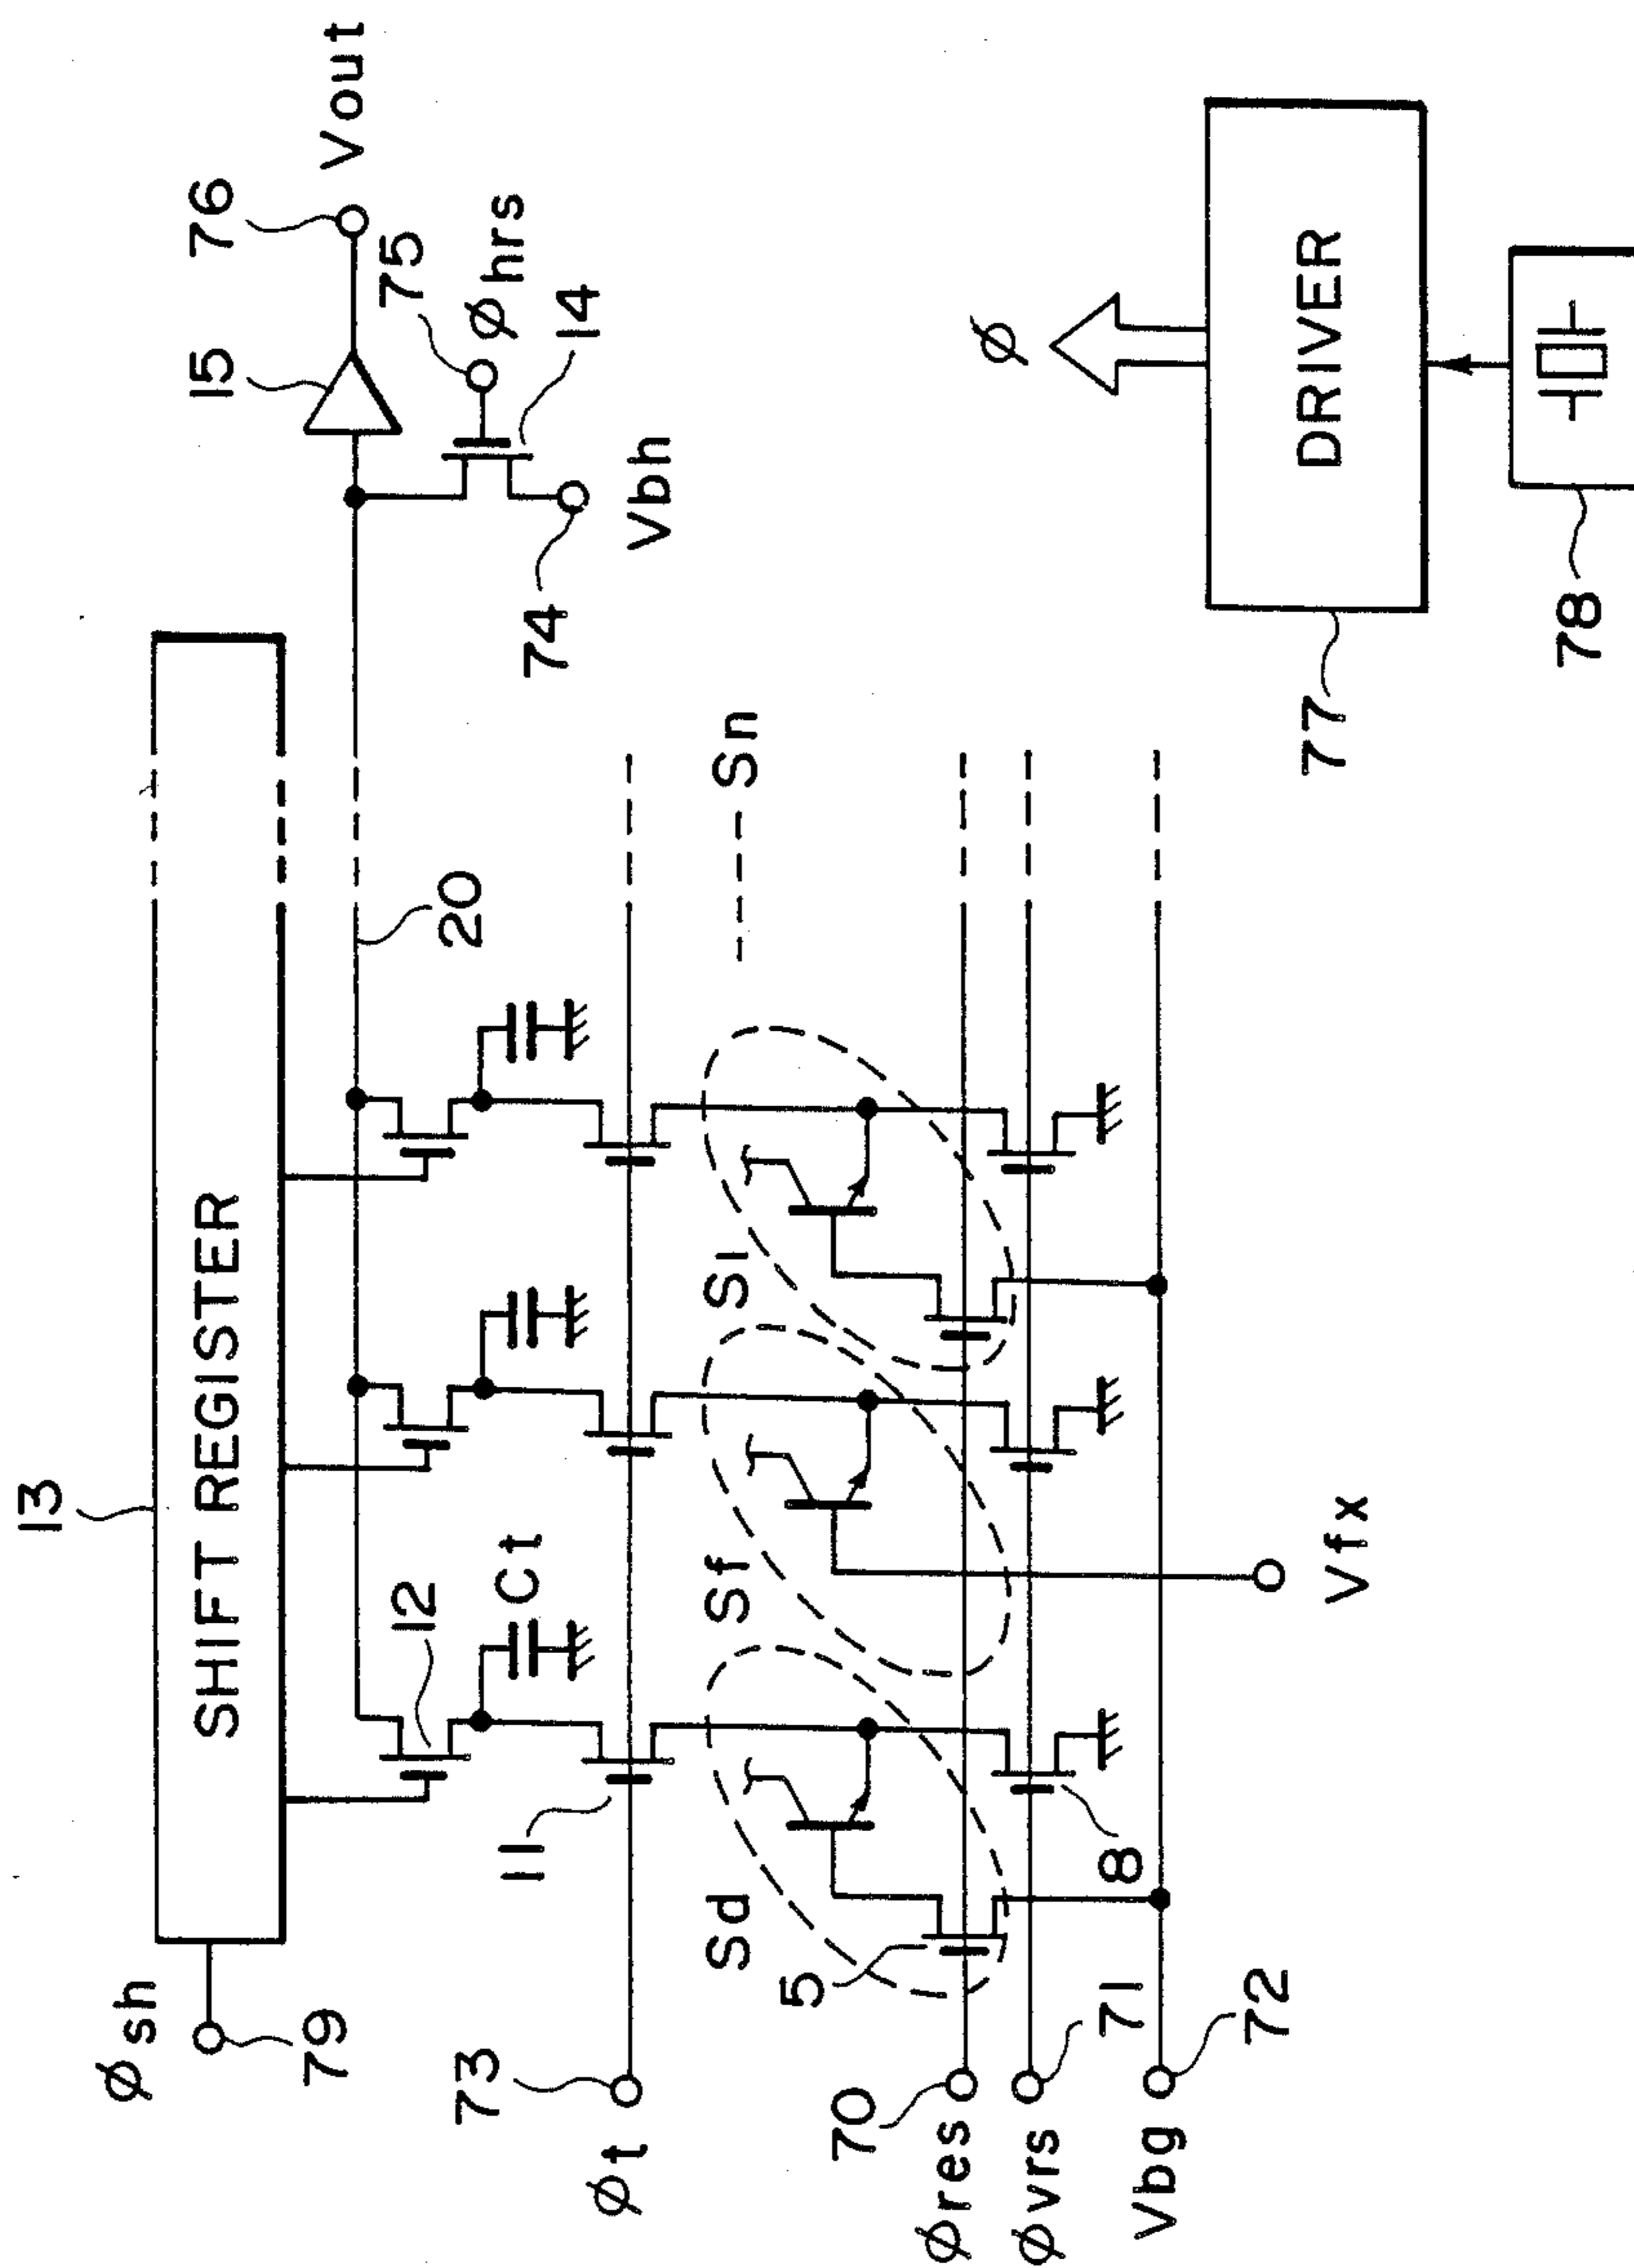 13
SHIFT REGISTER
φsh
79
15
76
Vout
75
φhrs
14
74
Vbh
20
12
Ct
11
73
φt
Sd
Sf
S1
Sn
5
8
70
φres
71
φvrs
72
Vbg
Vfx
φ
DRIVER
77
78